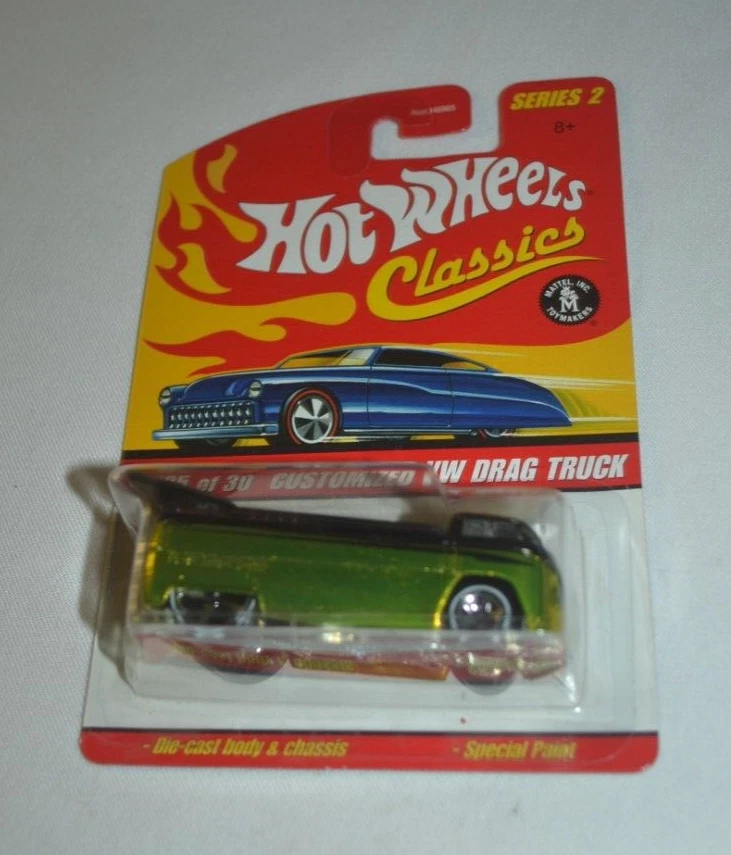 SERIES 2
8+
Hot Wheels
Classics
MATTEL, INC.
M
TOYMAKERS
of 30 CUSTOMIZED VW DRAG TRUCK
- Die-cast body & chassis - Special Paint